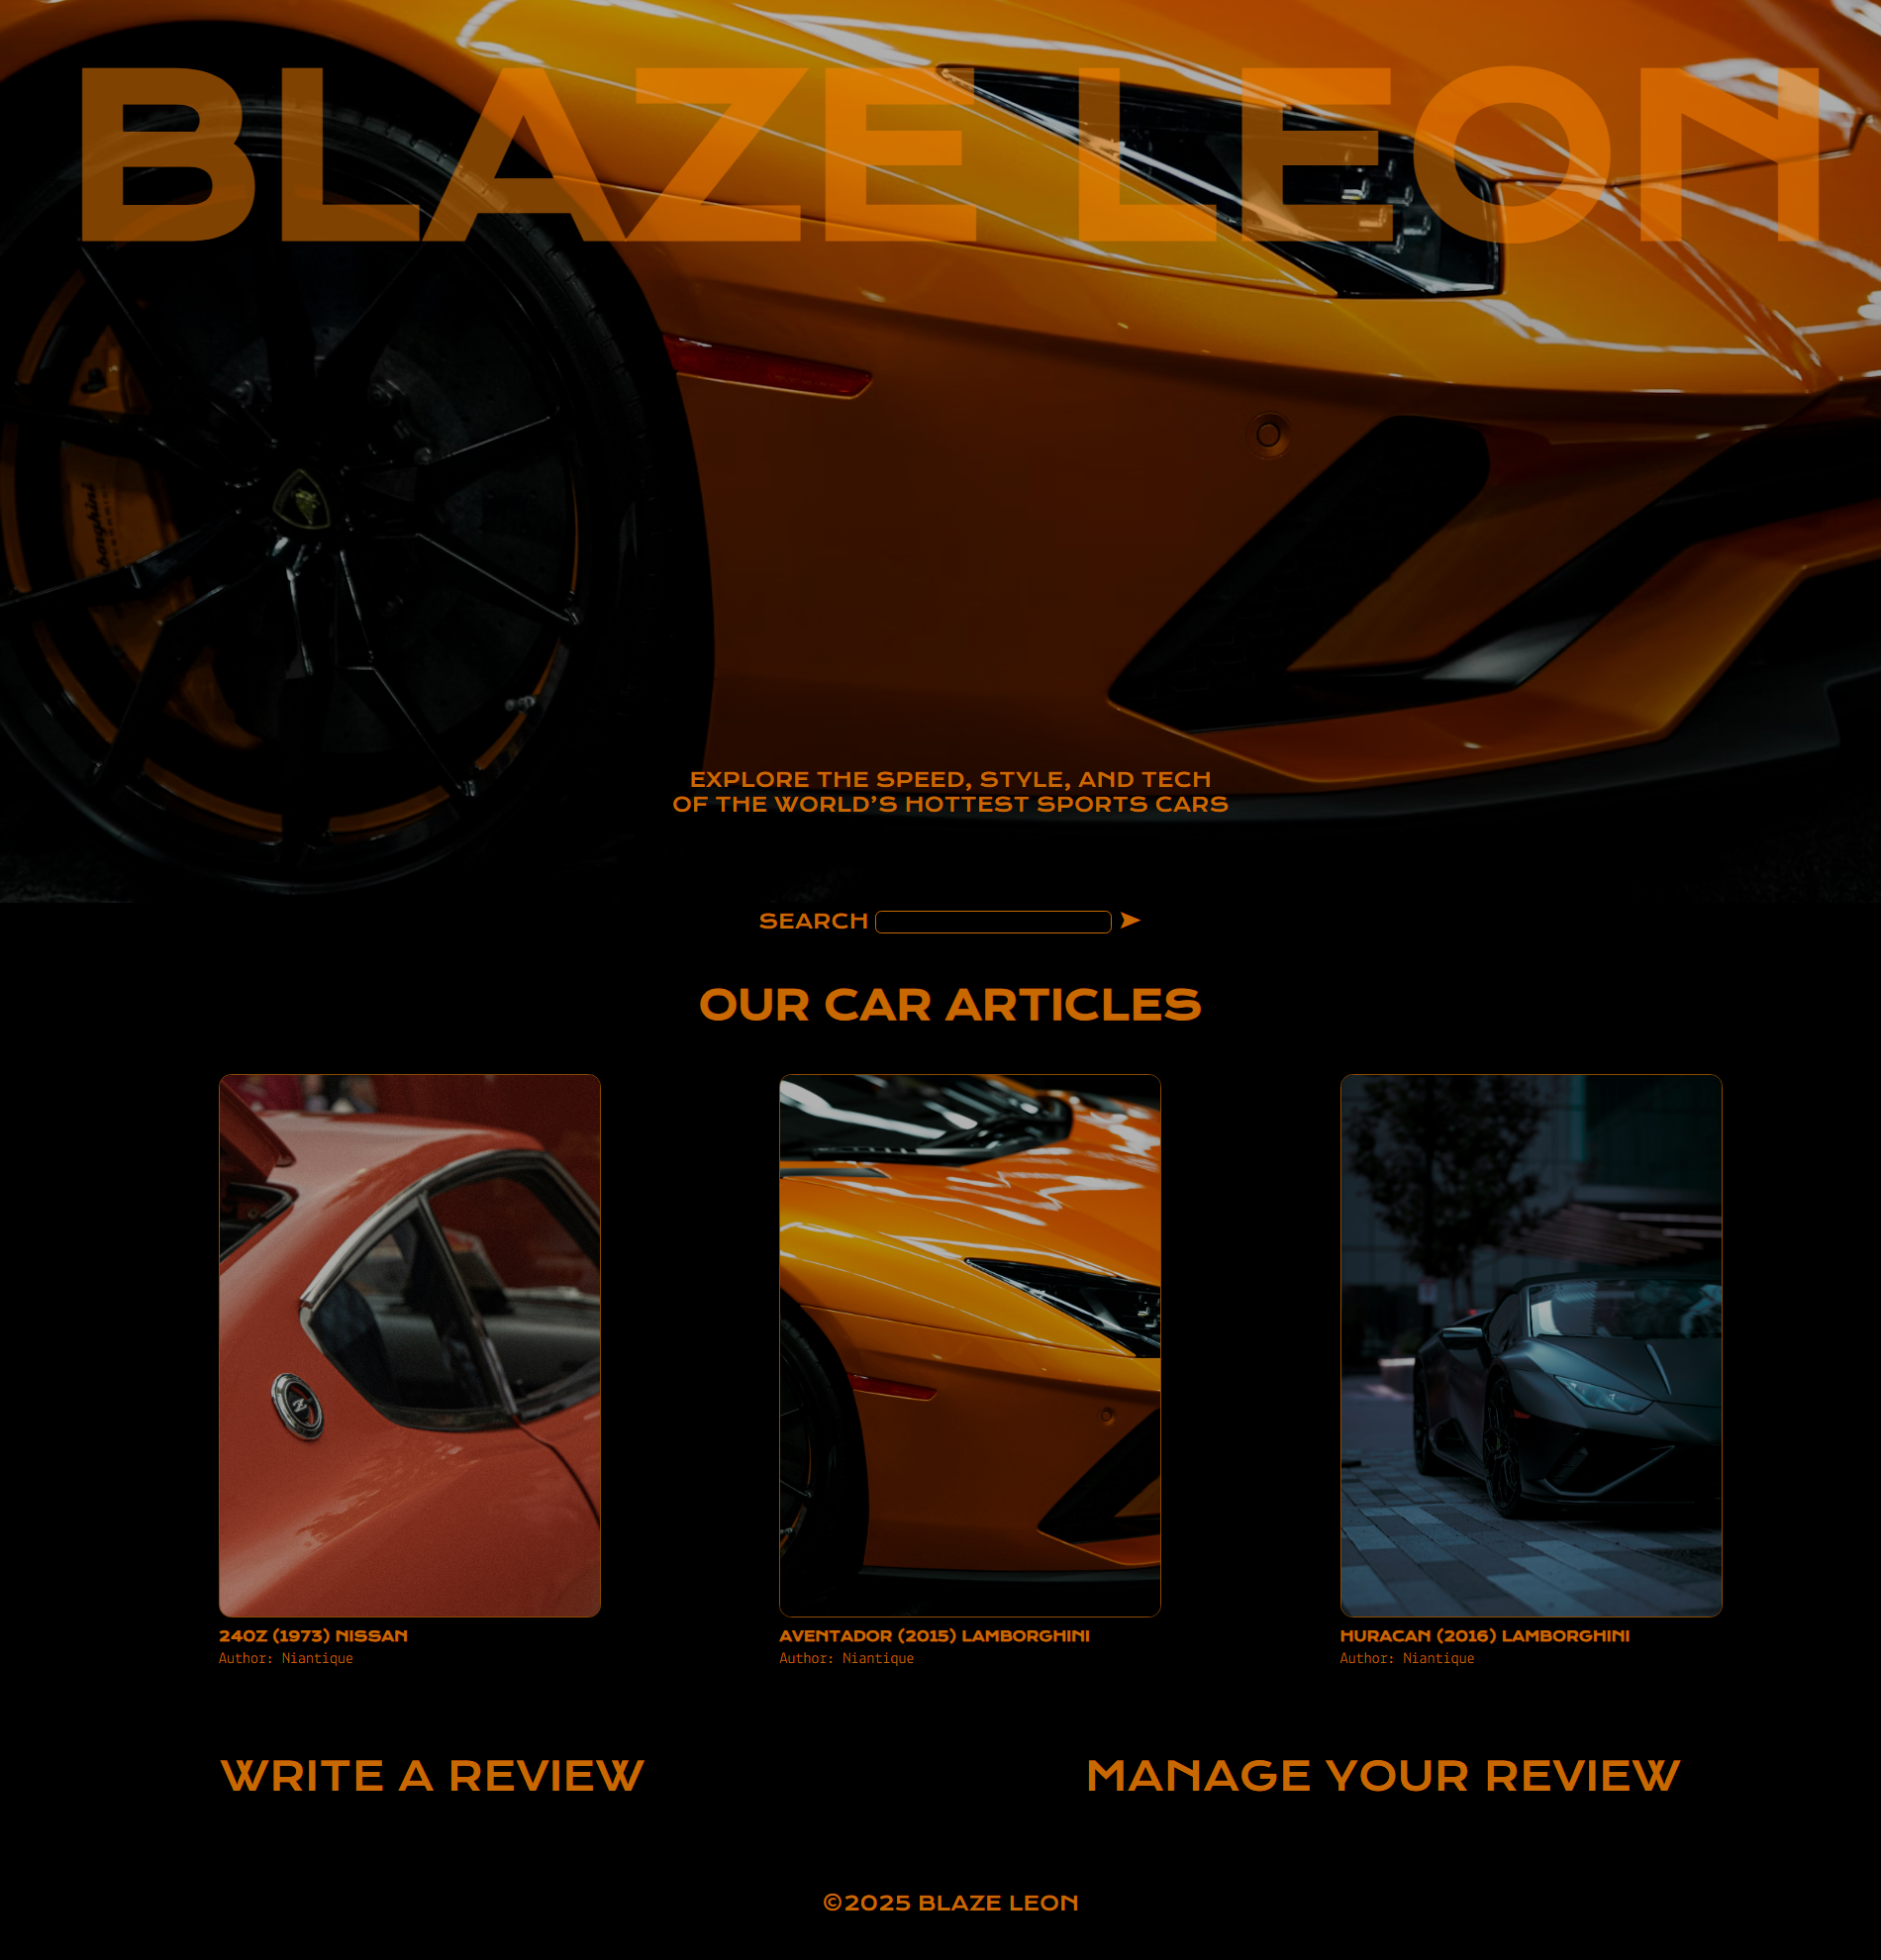 BLAZE LEON
EXPLORE THE SPEED, STYLE, AND TECH
OF THE WORLD’S HOTTEST SPORTS CARS
SEARCH
OUR CAR ARTICLES
240Z (1973) NISSAN
Author: Niantique
AVENTADOR (2015) LAMBORGHINI
Author: Niantique
HURACAN (2016) LAMBORGHINI
Author: Niantique
WRITE A REVIEW
MANAGE YOUR REVIEW
©2025 BLAZE LEON